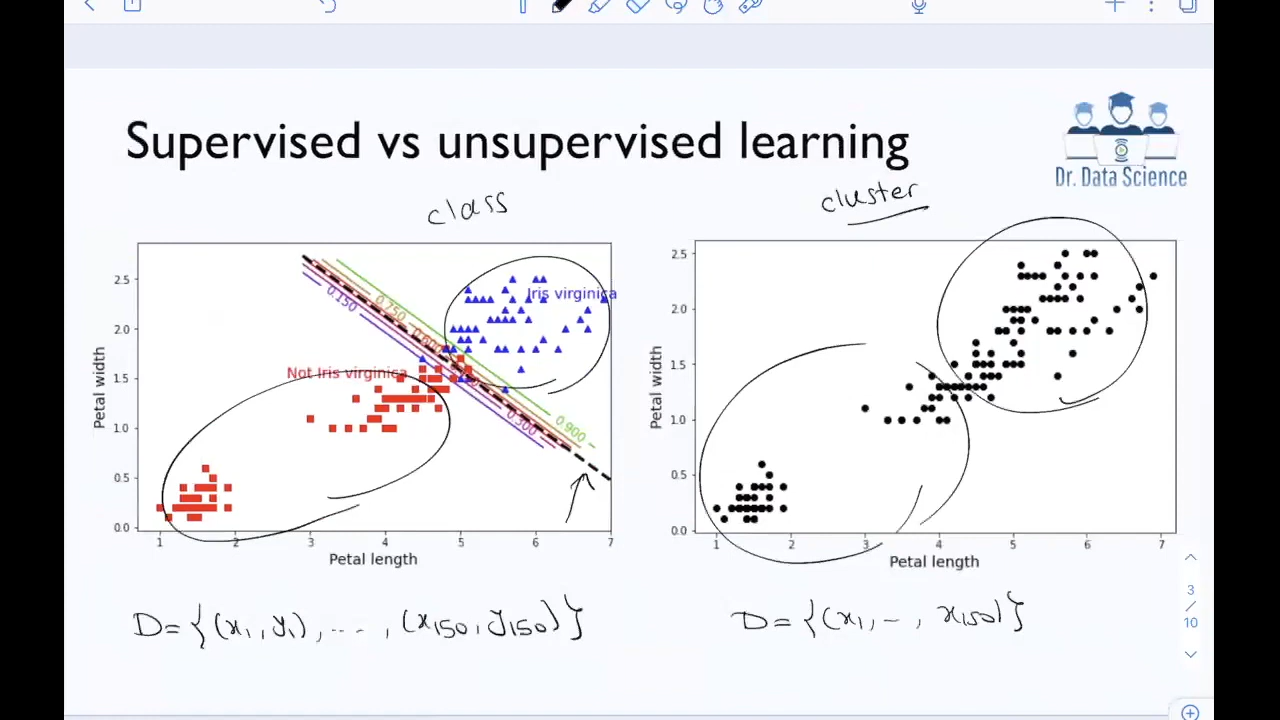 Supervised vs unsupervised learning
Dr. Data Science
class
cluster
2.5
2.0
1.5
1.0
0.5
0.0
Petal width
0.150
0.750
0.600
0.300
0.900
Iris virginica
Not Iris virginica
1 2 3 4 5 6 7
Petal length
2.5
2.0
1.5
1.0
0.5
0.0
Petal width
1 2 3 4 5 6 7
Petal length
D = {(x1, y1), ..., (x150, y150)}
D = {(x1, .., x150)}
3
/
10